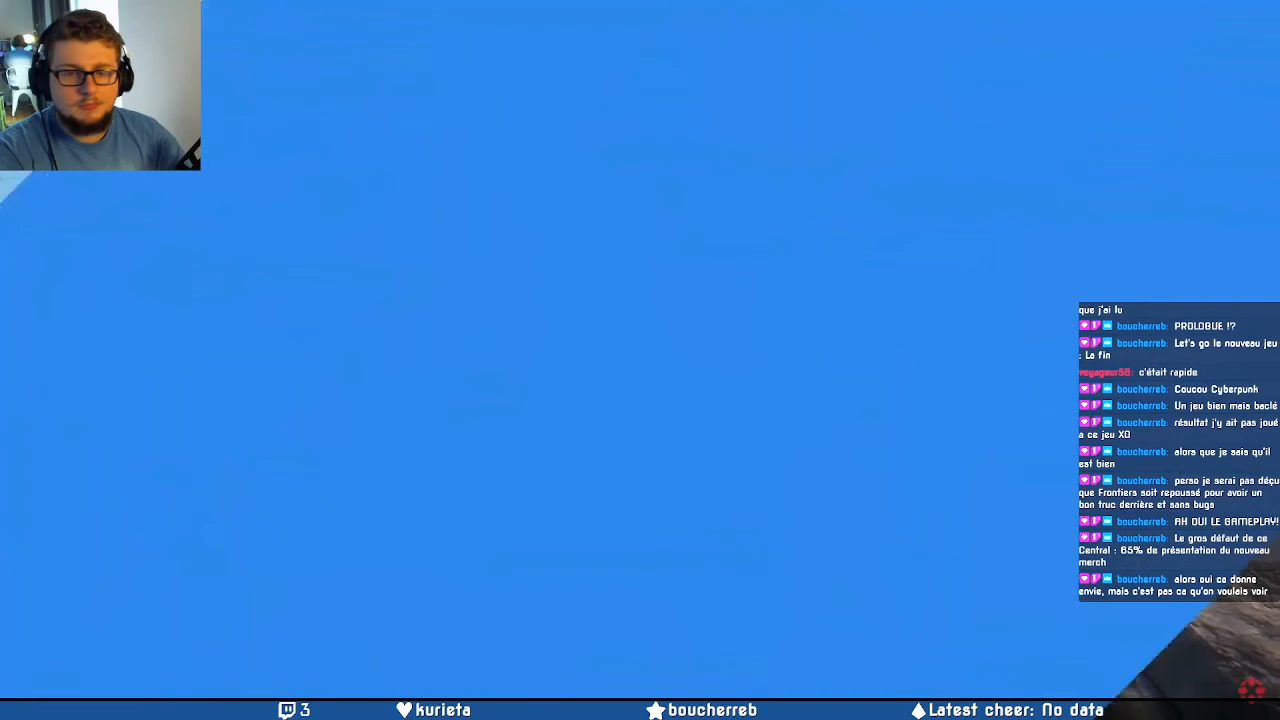 que j'ai lu
boucherreb: PROLOGUE !?
boucherreb: Let's go le nouveau jeu
: La fin
voyageur58: c'était rapide
boucherreb: Coucou Cyberpunk
boucherreb: Un jeu bien mais baclé
boucherreb: résultat j'y ait pas joué
a ce jeu XD
boucherreb: alors que je sais qu'il
est bien
boucherreb: perso je serai pas déçu
que Frontiers soit repoussé pour avoir un
bon truc derrière et sans bugs
boucherreb: AH OUI LE GAMEPLAY!
boucherreb: Le gros défaut de ce
Central : 65% de présentation du nouveau
merch
boucherreb: alors oui ca donne
envie, mais c'est pas ca qu'on voulais voir
3 kurieta boucherreb Latest cheer: No data